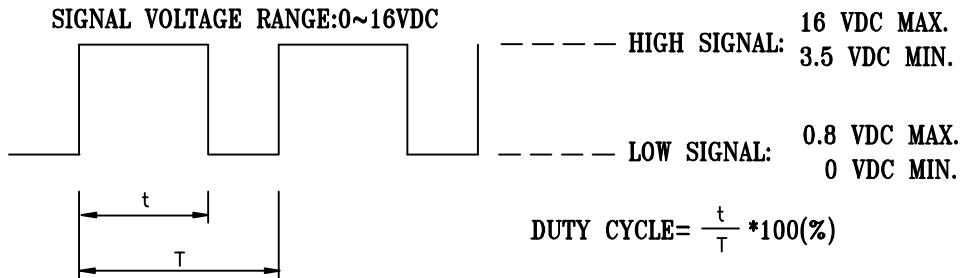 SIGNAL VOLTAGE RANGE:0~16VDC
HIGH SIGNAL: 16 VDC MAX.
3.5 VDC MIN.
LOW SIGNAL: 0.8 VDC MAX.
0 VDC MIN.
t
T
DUTY CYCLE= t/T *100(%)